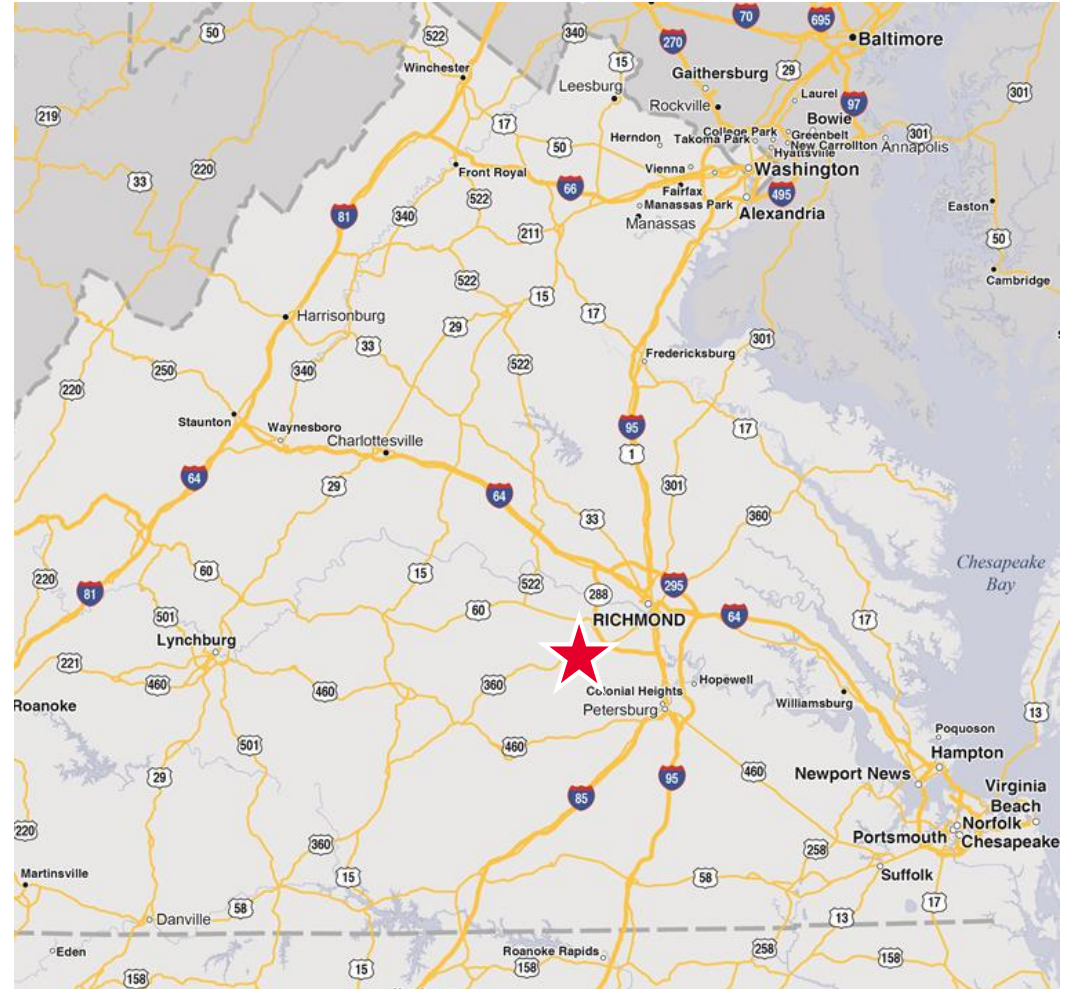 70
695
50
522
340
Baltimore
270
Winchester
15
Gaithersburg
29
Leesburg
Laurel
301
Rockville
97
219
17
Bowie
College Park
Greenbelt
301
Herndon
Takoma Park
New Carrollton
Annapolis
50
Hyattsville
220
Vienna
Washington
33
Front Royal
66
Fairfax
495
522
Manassas Park
Easton
81
340
Alexandria
Manassas
211
50
522
Cambridge
15
17
Harrisonburg
29
301
33
Fredericksburg
250
340
522
220
Staunton
Waynesboro
95
17
Charlottesville
1
64
29
64
301
33
360
Chesapeake
Bay
220
60
15
522
295
81
288
501
60
RICHMOND
64
17
Lynchburg
221
460
460
360
Hopewell
Colonial Heights
Roanoke
Williamsburg
Petersburg
13
Poquoson
501
460
Hampton
29
95
460
Newport News
85
Virginia
Beach
220
Norfolk
360
Portsmouth
Chesapeake
258
Martinsville
15
58
Suffolk
58
17
Danville
13
Eden
Roanoke Rapids
258
158
15
158
158